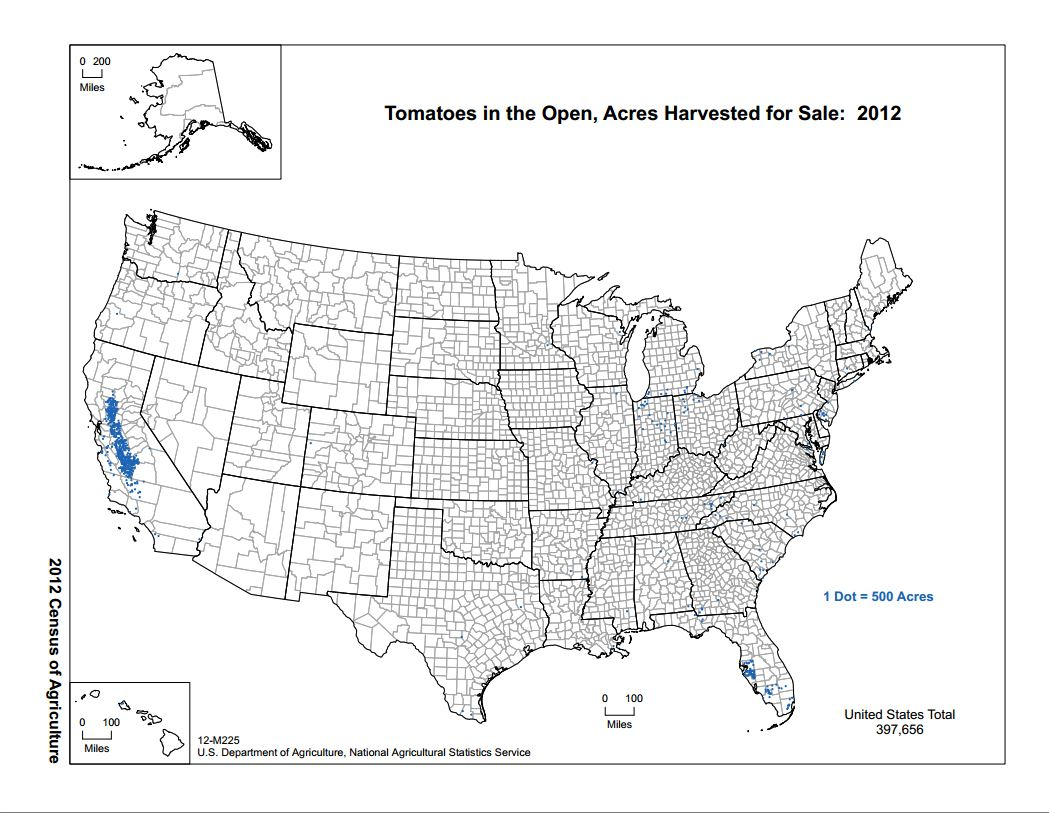 0 200
Miles
Tomatoes in the Open, Acres Harvested for Sale: 2012
1 Dot = 500 Acres
2012 Census of Agriculture
0 100
Miles
0 100
Miles
United States Total
397,656
12-M225
U.S. Department of Agriculture, National Agricultural Statistics Service